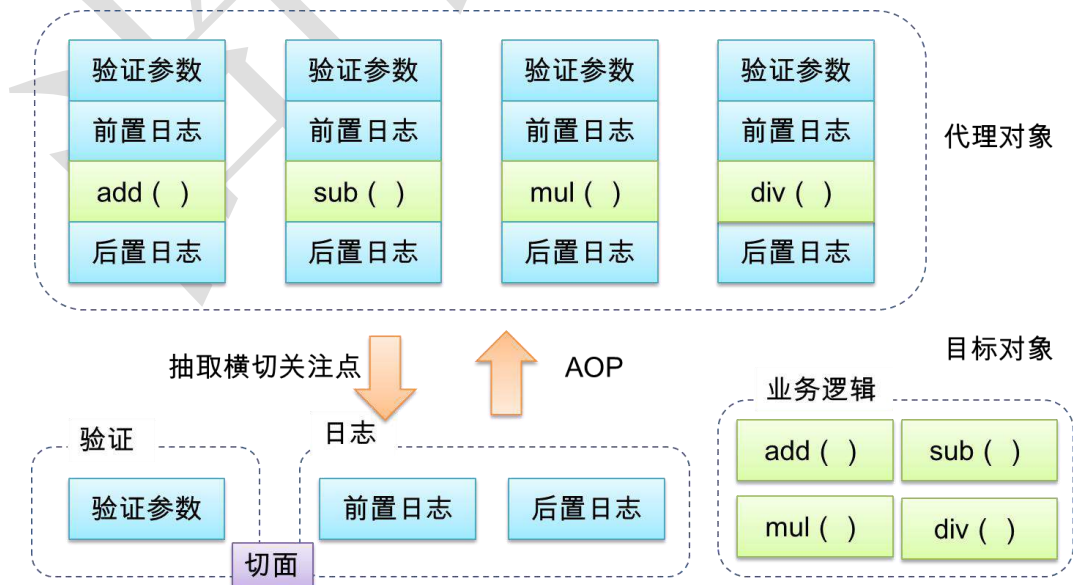 验证参数 验证参数 验证参数 验证参数
前置日志 前置日志 前置日志 前置日志
代理对象
add ( ) sub ( ) mul ( ) div ( )
后置日志 后置日志 后置日志 后置日志
抽取横切关注点
AOP
目标对象
业务逻辑
验证
日志
add ( ) sub ( )
验证参数
前置日志 后置日志
mul ( ) div ( )
切面